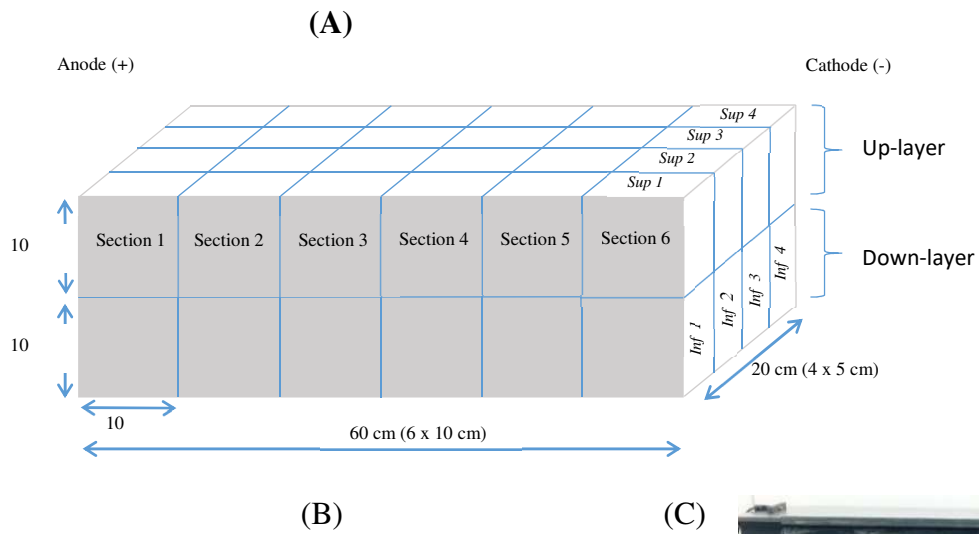 (A)
Anode (+)
Cathode (-)
Sup 4
Sup 3
Sup 2
Sup 1
Up-layer
Section 1
Section 2
Section 3
Section 4
Section 5
Section 6
10
Down-layer
Inf 4
Inf 3
Inf 2
Inf 1
10
20 cm (4 x 5 cm)
10
60 cm (6 x 10 cm)
(B)
(C)